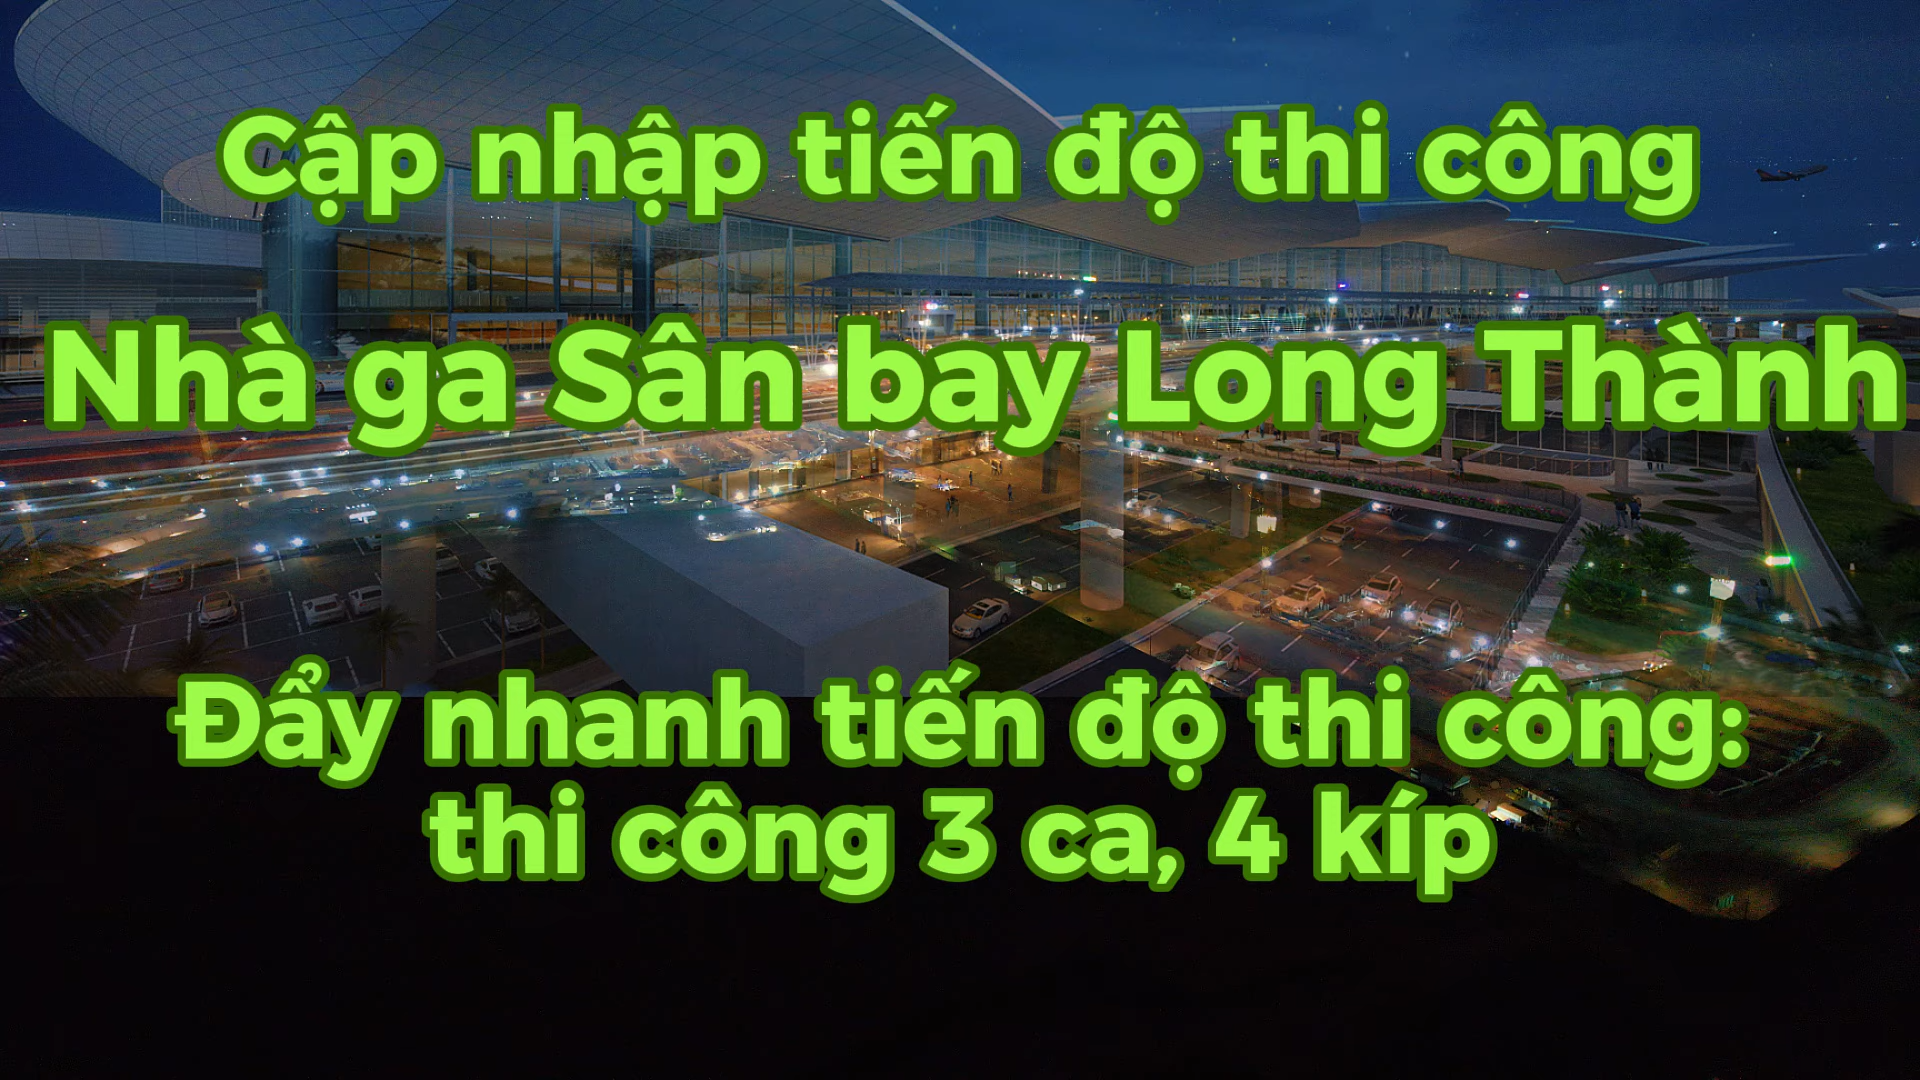 Cập nhập tiến độ thi công
Nhà ga Sân bay Long Thành
Đẩy nhanh tiến độ thi công:
thi công 3 ca, 4 kíp